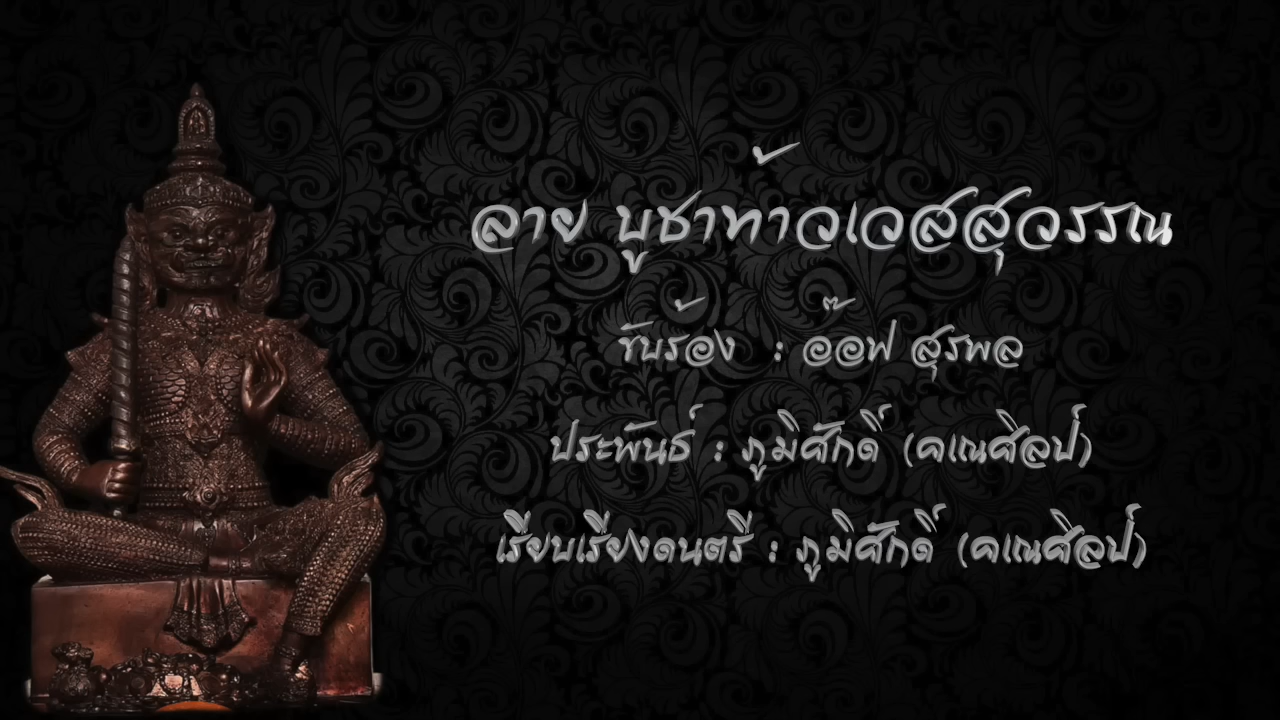 ลาย บูชาท้าวเวสสุวรรณ
ขับร้อง : อ๊อฟ สุรพล
ประพันธ์ : ภูมิศักดิ์ (คเณศิลป์)
เรียบเรียงดนตรี : ภูมิศักดิ์ (คเณศิลป์)